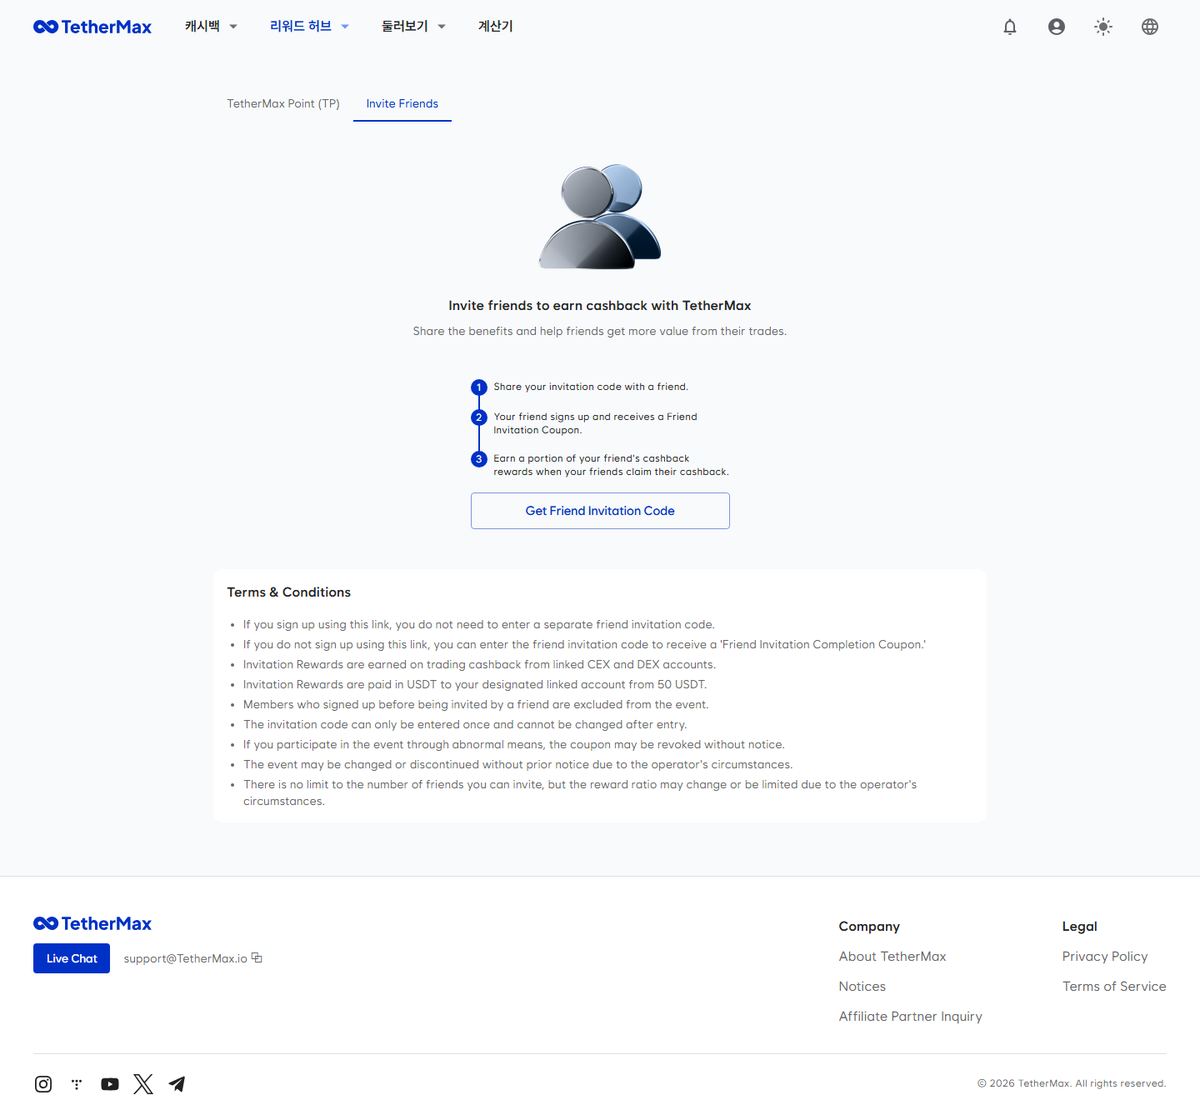 TetherMax
캐시백
리워드 허브
둘러보기
계산기
TetherMax Point (TP)
Invite Friends
Invite friends to earn cashback with TetherMax
Share the benefits and help friends get more value from their trades.
1 Share your invitation code with a friend.
2 Your friend signs up and receives a Friend
Invitation Coupon.
3 Earn a portion of your friend's cashback
rewards when your friends claim their cashback.
Get Friend Invitation Code
Terms & Conditions
• If you sign up using this link, you do not need to enter a separate friend invitation code.
• If you do not sign up using this link, you can enter the friend invitation code to receive a 'Friend Invitation Completion Coupon.'
• Invitation Rewards are earned on trading cashback from linked CEX and DEX accounts.
• Invitation Rewards are paid in USDT to your designated linked account from 50 USDT.
• Members who signed up before being invited by a friend are excluded from the event.
• The invitation code can only be entered once and cannot be changed after entry.
• If you participate in the event through abnormal means, the coupon may be revoked without notice.
• The event may be changed or discontinued without prior notice due to the operator's circumstances.
• There is no limit to the number of friends you can invite, but the reward ratio may change or be limited due to the operator's
circumstances.
TetherMax
Live Chat
support@TetherMax.io
Company
About TetherMax
Notices
Affiliate Partner Inquiry
Legal
Privacy Policy
Terms of Service
© 2026 TetherMax. All rights reserved.